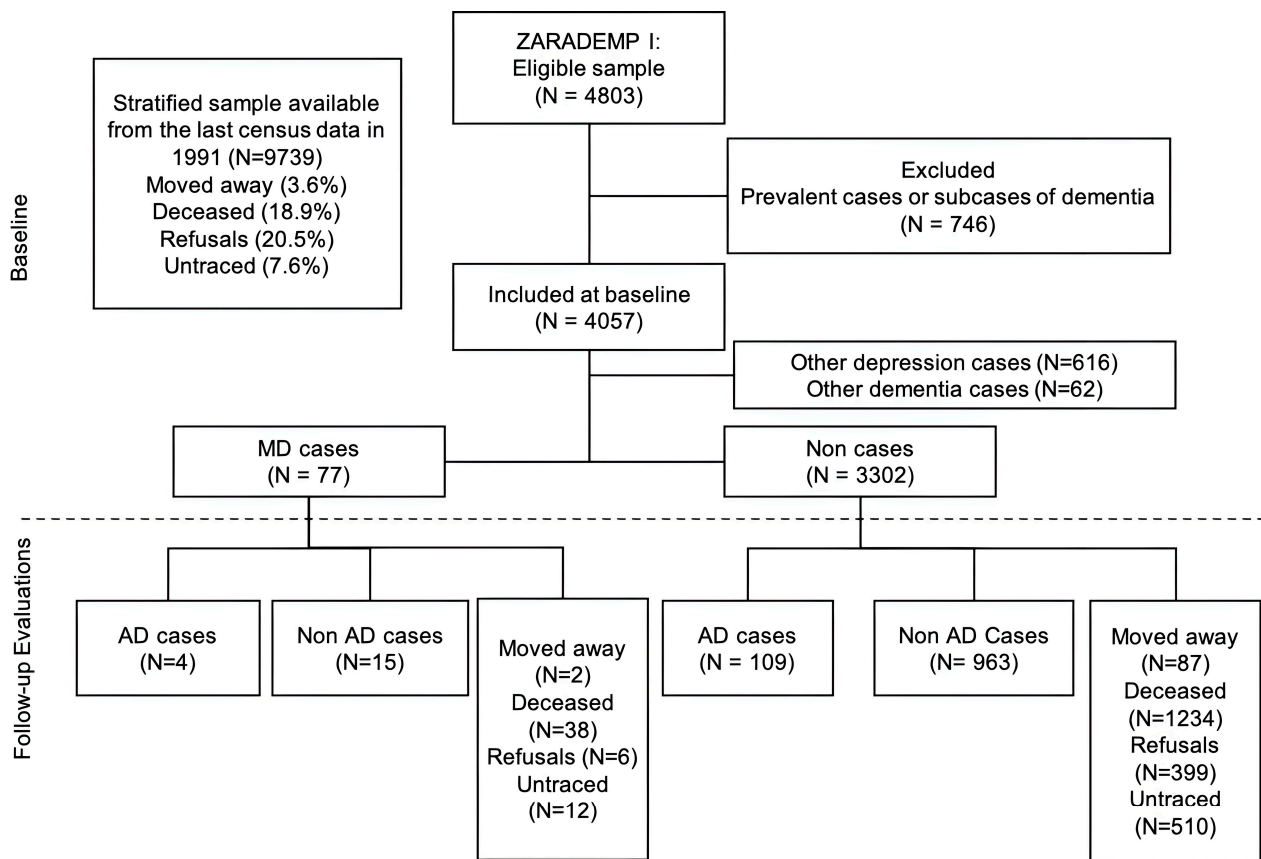 ZARADEMP I:
Eligible sample
(N = 4803)
Stratified sample available
from the last census data in
1991 (N=9739)
Moved away (3.6%)
Deceased (18.9%)
Refusals (20.5%)
Untraced (7.6%)
Excluded
Prevalent cases or subcases of dementia
(N = 746)
Baseline
Included at baseline
(N = 4057)
Other depression cases (N=616)
Other dementia cases (N=62)
MD cases
(N = 77)
Non cases
(N = 3302)
Follow-up Evaluations
AD cases
(N=4)
Non AD cases
(N=15)
Moved away
(N=2)
Deceased
(N=38)
Refusals (N=6)
Untraced
(N=12)
AD cases
(N = 109)
Non AD Cases
(N= 963)
Moved away
(N=87)
Deceased
(N=1234)
Refusals
(N=399)
Untraced
(N=510)